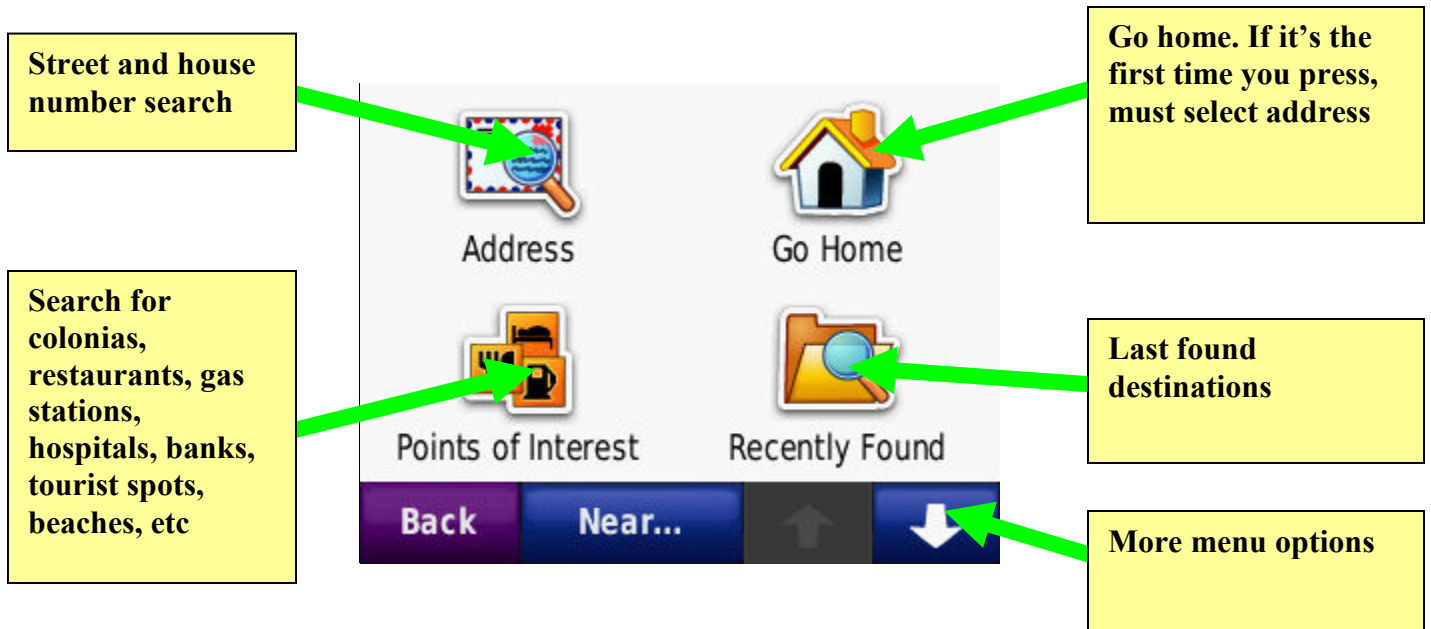 Street and house
number search
Go home. If it’s the
first time you press,
must select address
Address
Go Home
Search for
colonias,
restaurants, gas
stations,
hospitals, banks,
tourist spots,
beaches, etc
Last found
destinations
Points of Interest
Recently Found
Back
Near...
More menu options